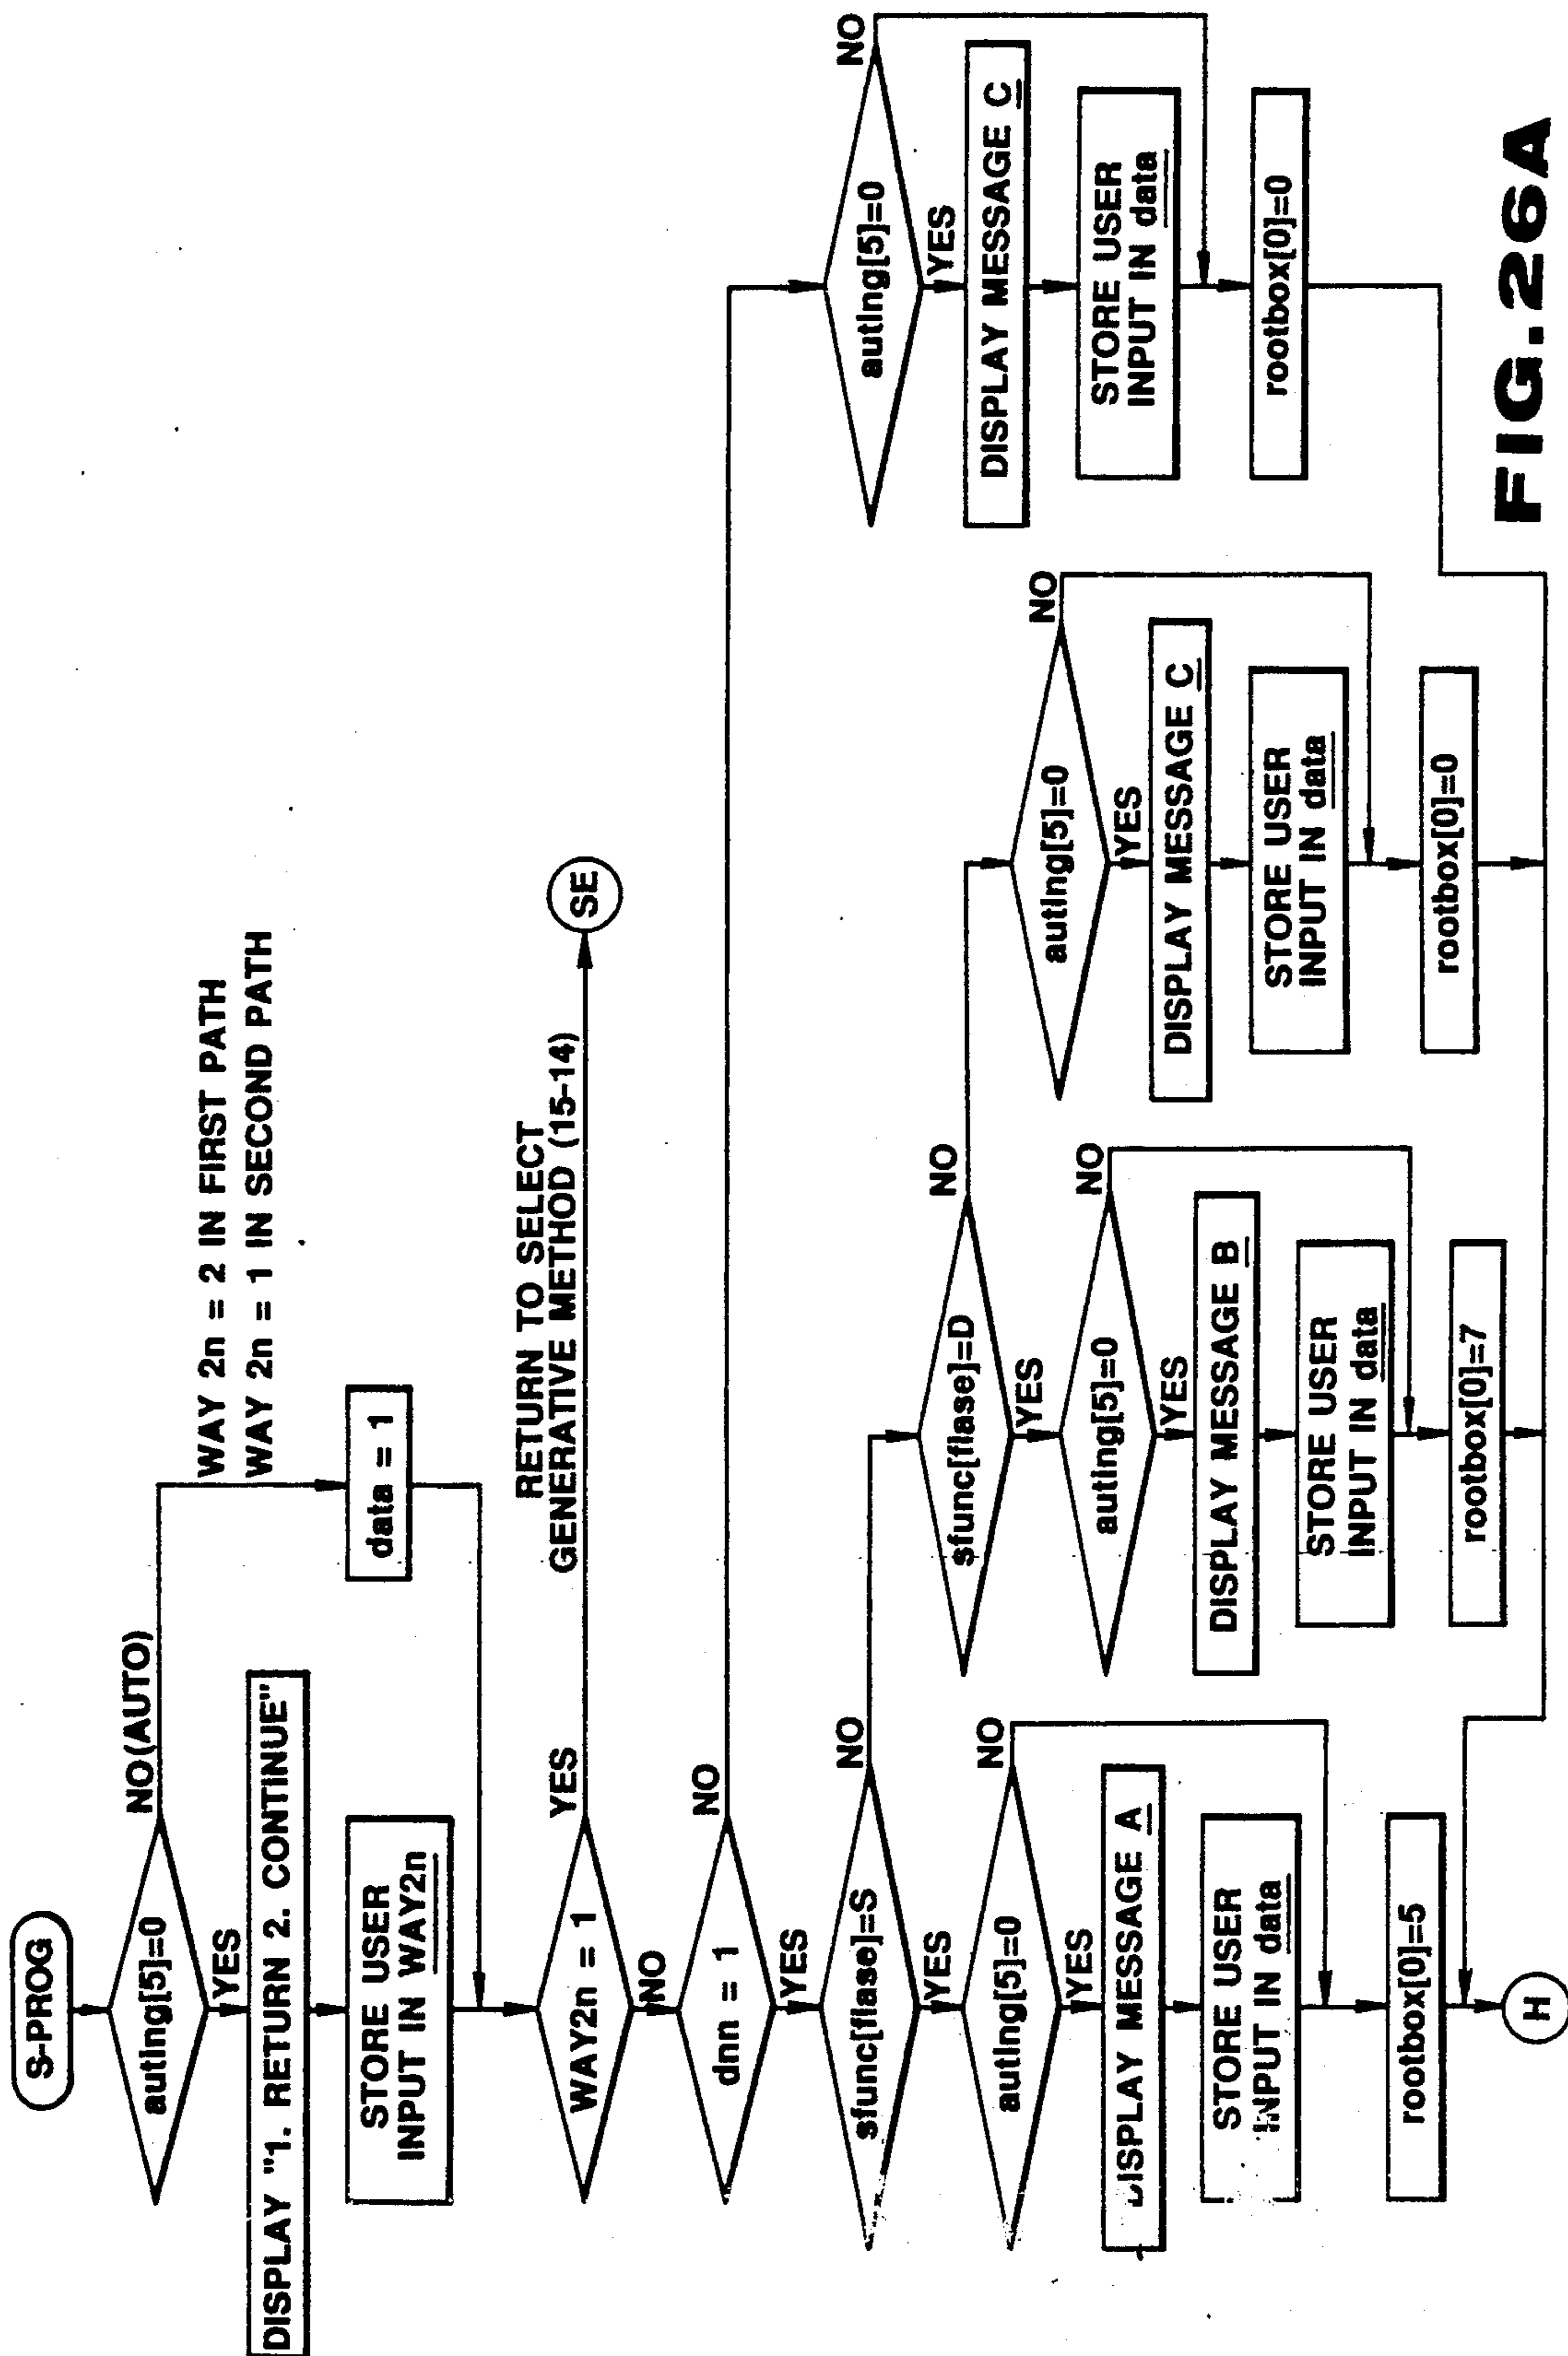 S-PROG
auting[5]=0
NO(AUTO)
YES
WAY 2n = 2 IN FIRST PATH
WAY 2n = 1 IN SECOND PATH
DISPLAY "1. RETURN 2. CONTINUE"
data = 1
STORE USER
INPUT IN WAY2n
WAY2n = 1
YES
RETURN TO SELECT
GENERATIVE METHOD (15-14)
SE
NO
dnn = 1
NO
YES
sfunc[flase]=S
NO
YES
auting[5]=0
NO
YES
DISPLAY MESSAGE A
STORE USER
INPUT IN data
rootbox[0]=5
H
sfunc[flase]=D
NO
YES
auting[5]=0
NO
YES
DISPLAY MESSAGE B
STORE USER
INPUT IN data
rootbox[0]=7
auting[5]=0
NO
YES
DISPLAY MESSAGE C
STORE USER
INPUT IN data
rootbox[0]=0
auting[5]=0
NO
YES
DISPLAY MESSAGE C
STORE USER
INPUT IN data
rootbox[0]=0
FIG.26A